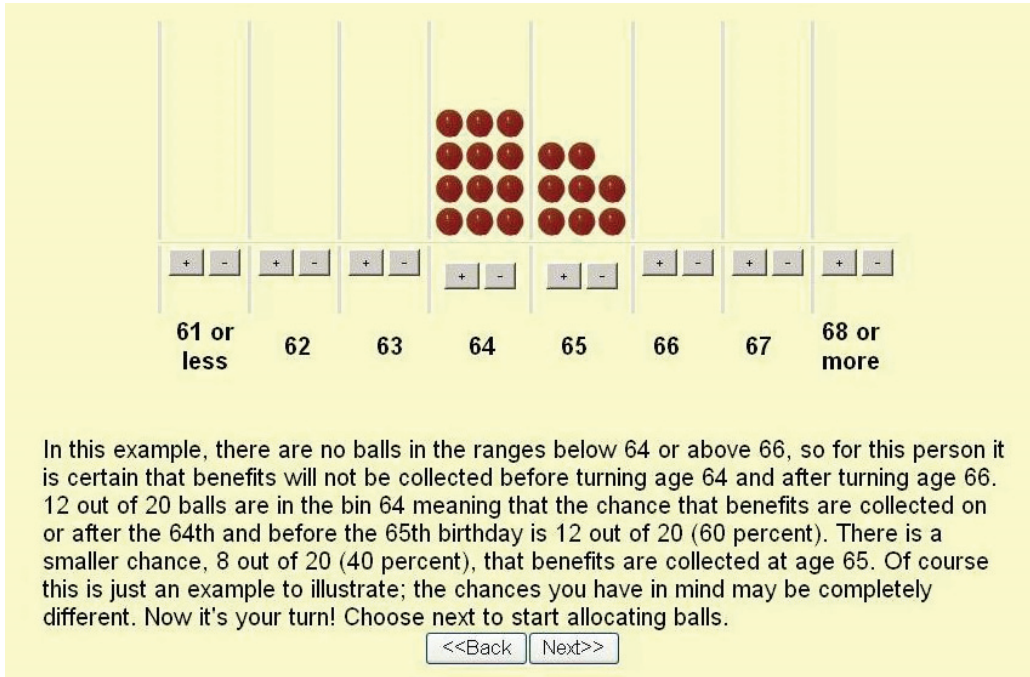 + - + - + - + - + - + - + - + -
61 or less 62 63 64 65 66 67 68 or more
In this example, there are no balls in the ranges below 64 or above 66, so for this person it
is certain that benefits will not be collected before turning age 64 and after turning age 66.
12 out of 20 balls are in the bin 64 meaning that the chance that benefits are collected on
or after the 64th and before the 65th birthday is 12 out of 20 (60 percent). There is a
smaller chance, 8 out of 20 (40 percent), that benefits are collected at age 65. Of course
this is just an example to illustrate; the chances you have in mind may be completely
different. Now it's your turn! Choose next to start allocating balls.
<<Back Next>>